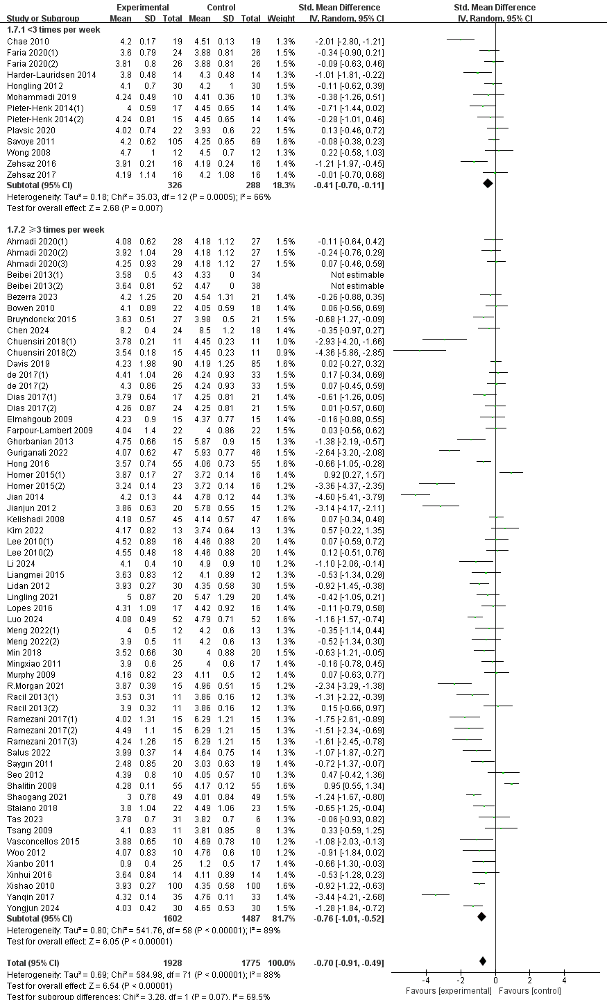 Experimental Control Std. Mean Difference Std. Mean Difference
Study or Subgroup Mean SD Total Mean SD Total Weight IV, Random, 95% CI IV, Random, 95% CI
1.7.1 <3 times per week
Chae 2010 4.2 0.17 19 4.51 0.13 19 1.3% -2.01 [-2.80, -1.21]
Faria 2020(1) 3.6 0.79 24 3.88 0.81 26 1.5% -0.34 [-0.90, 0.21]
Faria 2020(2) 3.81 0.8 26 3.88 0.81 26 1.5% -0.09 [-0.63, 0.46]
Harder-Lauridsen 2014 3.8 0.48 14 4.3 0.48 14 1.3% -1.01 [-1.81, -0.22]
Hongling 2012 4.1 0.7 30 4.2 1 30 1.5% -0.11 [-0.62, 0.39]
Mohammadi 2019 4.24 0.49 10 4.41 0.36 10 1.3% -0.38 [-1.26, 0.51]
Pieter-Henk 2014(1) 4 0.59 17 4.45 0.65 14 1.4% -0.71 [-1.44, 0.02]
Pieter-Henk 2014(2) 4.24 0.81 15 4.45 0.65 14 1.4% -0.28 [-1.01, 0.46]
Plavsic 2020 4.02 0.74 22 3.93 0.6 22 1.4% 0.13 [-0.46, 0.72]
Savoye 2011 4.2 0.62 105 4.25 0.65 69 1.6% -0.08 [-0.38, 0.23]
Wong 2008 4.7 1 12 4.5 0.7 12 1.3% 0.22 [-0.58, 1.03]
Zehsaz 2016 3.91 0.21 16 4.19 0.24 16 1.4% -1.21 [-1.97, -0.45]
Zehsaz 2017 4.19 1.14 16 4.2 1.08 16 1.4% -0.01 [-0.70, 0.68]
Subtotal (95% CI) 326 288 18.3% -0.41 [-0.70, -0.11]
Heterogeneity: Tau² = 0.18; Chi² = 35.03, df = 12 (P = 0.0005); I² = 66%
Test for overall effect: Z = 2.68 (P = 0.007)
1.7.2 ≥3 times per week
Ahmadi 2020(1) 4.08 0.62 28 4.18 1.12 27 1.5% -0.11 [-0.64, 0.42]
Ahmadi 2020(2) 3.92 1.04 29 4.18 1.12 27 1.5% -0.24 [-0.76, 0.29]
Ahmadi 2020(3) 4.25 0.93 29 4.18 1.12 27 1.5% 0.07 [-0.46, 0.59]
Beibei 2013(1) 3.58 0.5 43 4.33 0 34 Not estimable
Beibei 2013(2) 3.64 0.81 52 4.47 0 38 Not estimable
Bezerra 2023 4.2 1.25 20 4.54 1.31 21 1.4% -0.26 [-0.88, 0.35]
Bowen 2010 4.1 0.89 22 4.05 0.59 18 1.4% 0.06 [-0.56, 0.69]
Bruyndonckx 2015 3.63 0.51 27 3.98 0.5 21 1.5% -0.68 [-1.27, -0.09]
Chen 2024 8.2 0.4 24 8.5 1.2 18 1.4% -0.35 [-0.97, 0.27]
Chuensiri 2018(1) 3.78 0.21 11 4.45 0.23 11 1.0% -2.93 [-4.20, -1.66]
Chuensiri 2018(2) 3.54 0.18 15 4.45 0.23 11 0.9% -4.36 [-5.86, -2.85]
Davis 2019 4.23 1.98 90 4.19 1.25 85 1.6% 0.02 [-0.27, 0.32]
de 2017(1) 4.41 1.04 26 4.24 0.93 33 1.5% 0.17 [-0.34, 0.69]
de 2017(2) 4.3 0.86 25 4.24 0.93 33 1.5% 0.07 [-0.45, 0.59]
Dias 2017(1) 3.79 0.64 17 4.25 0.81 21 1.4% -0.61 [-1.26, 0.05]
Dias 2017(2) 4.26 0.87 24 4.25 0.81 21 1.5% 0.01 [-0.57, 0.60]
Elmahgoub 2009 4.23 0.9 15 4.37 0.77 15 1.4% -0.16 [-0.88, 0.55]
Farpour-Lambert 2009 4.04 1.4 22 4 0.86 22 1.4% 0.03 [-0.56, 0.62]
Ghorbanian 2013 4.75 0.66 15 5.87 0.9 15 1.3% -1.38 [-2.19, -0.57]
Guriganati 2022 4.07 0.62 47 5.93 0.77 46 1.5% -2.64 [-3.20, -2.08]
Hong 2016 3.57 0.74 55 4.06 0.73 55 1.5% -0.66 [-1.05, -0.28]
Horner 2015(1) 3.87 0.17 27 3.72 0.14 16 1.4% 0.92 [0.27, 1.57]
Horner 2015(2) 3.24 0.14 23 3.72 0.14 16 1.2% -3.36 [-4.37, -2.35]
Jian 2014 4.2 0.13 44 4.78 0.12 44 1.3% -4.60 [-5.41, -3.79]
Jianjun 2012 3.86 0.63 20 5.78 0.55 15 1.2% -3.14 [-4.17, -2.11]
Kelishadi 2008 4.18 0.57 45 4.14 0.57 47 1.5% 0.07 [-0.34, 0.48]
Kim 2022 4.17 0.82 13 3.74 0.64 13 1.3% 0.57 [-0.22, 1.35]
Lee 2010(1) 4.52 0.89 16 4.46 0.88 20 1.4% 0.07 [-0.59, 0.72]
Lee 2010(2) 4.55 0.48 18 4.46 0.88 20 1.4% 0.12 [-0.51, 0.76]
Li 2024 4.1 0.4 10 4.9 0.9 10 1.2% -1.10 [-2.06, -0.14]
Liangmei 2015 3.63 0.83 12 4.1 0.89 12 1.3% -0.53 [-1.34, 0.29]
Lidan 2012 3.93 0.27 30 4.35 0.58 30 1.5% -0.92 [-1.45, -0.38]
Lingling 2021 5 0.87 20 5.47 1.29 20 1.4% -0.42 [-1.05, 0.21]
Lopes 2016 4.31 1.09 17 4.42 0.92 16 1.4% -0.11 [-0.79, 0.58]
Luo 2024 4.08 0.49 52 4.79 0.71 52 1.5% -1.16 [-1.57, -0.74]
Meng 2022(1) 4 0.5 12 4.2 0.6 13 1.3% -0.35 [-1.14, 0.44]
Meng 2022(2) 3.9 0.5 11 4.2 0.6 13 1.3% -0.52 [-1.34, 0.30]
Min 2018 3.52 0.66 30 4 0.88 20 1.5% -0.63 [-1.21, -0.05]
Mingxiao 2011 3.9 0.6 25 4 0.6 17 1.4% -0.16 [-0.78, 0.45]
Murphy 2009 4.16 0.82 23 4.11 0.5 12 1.4% 0.07 [-0.63, 0.77]
R.Morgan 2021 3.87 0.39 15 4.96 0.51 15 1.2% -2.34 [-3.29, -1.38]
Racil 2013(1) 3.53 0.31 11 3.86 0.16 12 1.3% -1.31 [-2.22, -0.39]
Racil 2013(2) 3.9 0.32 11 3.86 0.16 12 1.3% 0.15 [-0.66, 0.97]
Ramezani 2017(1) 4.02 1.31 15 6.29 1.21 15 1.3% -1.75 [-2.61, -0.89]
Ramezani 2017(2) 4.49 1.1 15 6.29 1.21 15 1.3% -1.51 [-2.34, -0.69]
Ramezani 2017(3) 4.24 1.26 15 6.29 1.21 15 1.3% -1.61 [-2.45, -0.78]
Salus 2022 3.99 0.37 14 4.64 0.75 14 1.3% -1.07 [-1.87, -0.27]
Saygın 2011 2.48 0.85 20 3.03 0.63 19 1.4% -0.72 [-1.37, -0.07]
Seo 2012 4.39 0.8 10 4.05 0.57 10 1.3% 0.47 [-0.42, 1.36]
Shalitin 2009 4.28 0.11 55 4.17 0.12 55 1.5% 0.95 [0.55, 1.34]
Shaogang 2021 3 0.78 49 4.01 0.84 49 1.5% -1.24 [-1.67, -0.80]
Staiano 2018 3.8 1.04 22 4.49 1.06 23 1.4% -0.65 [-1.25, -0.04]
Tas 2023 3.78 0.7 31 3.82 0.7 6 1.3% -0.06 [-0.93, 0.82]
Tsang 2009 4.1 0.83 11 3.81 0.85 8 1.2% 0.33 [-0.59, 1.25]
Vasconcellos 2015 3.88 0.65 10 4.69 0.78 10 1.2% -1.08 [-2.03, -0.13]
Woo 2012 4.07 0.83 10 4.76 0.6 10 1.2% -0.91 [-1.84, 0.02]
Xianbo 2011 0.9 0.4 25 1.2 0.5 17 1.4% -0.66 [-1.30, -0.03]
Xinhui 2016 3.64 0.84 14 4.11 0.89 14 1.4% -0.53 [-1.28, 0.23]
Xishao 2010 3.93 0.27 100 4.35 0.58 100 1.6% -0.92 [-1.22, -0.63]
Yanqin 2017 4.32 0.14 35 4.76 0.11 33 1.4% -3.44 [-4.21, -2.68]
Yongjun 2024 4.03 0.42 30 4.65 0.53 30 1.5% -1.28 [-1.84, -0.72]
Subtotal (95% CI) 1602 1487 81.7% -0.76 [-1.01, -0.52]
Heterogeneity: Tau² = 0.80; Chi² = 541.76, df = 58 (P < 0.00001); I² = 89%
Test for overall effect: Z = 6.05 (P < 0.00001)
Total (95% CI) 1928 1775 100.0% -0.70 [-0.91, -0.49]
Heterogeneity: Tau² = 0.69; Chi² = 584.98, df = 71 (P < 0.00001); I² = 88%
Test for overall effect: Z = 6.54 (P < 0.00001)
Test for subgroup differences: Chi² = 3.28, df = 1 (P = 0.07), I² = 69.5%
-4 -2 0 2 4
Favours [experimental] Favours [control]